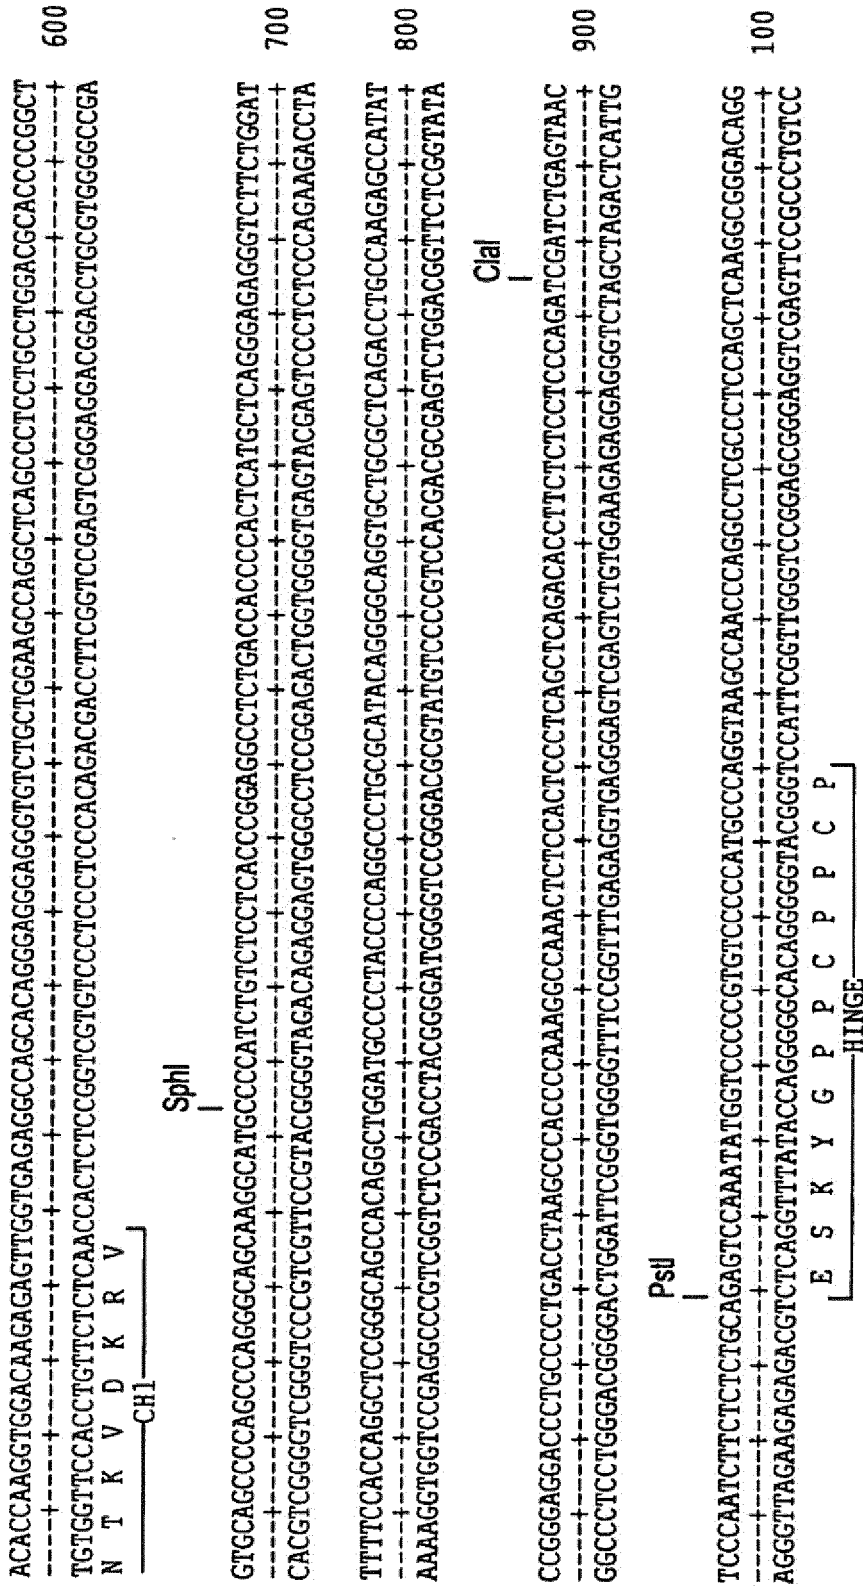 ACACCAAGGTGGACAAGAGAGTTGGTGAGAGGCCAGCACAGGGAGGGAGGGTGTCTGCTGGAAGCCAGGCTCAGCCCTCCTGCCTGGACGCACCCCGGCT
----+----+----+----+----+----+----+----+----+----+----+----+----+----+----+----+----+----+----+----+ 600
TGTGGTTCCACCTGTTCTCTCAACCACTCTCCGGTCGTGTCCCTCCCTCCCACAGACGACCTTCGGTCCGAGTCGGGAGGACGGACCTGCGTGGGGCCGA
N T K V D K R V
CH1
SphI
GTGCAGCCCCAGCCCAGGGCAGCAAGGCATGCCCCATCTGTCTCCTCACCCGGAGGCCTCTGACCACCCCACTCATGCTCAGGGAGAGGGTCTTCTGGAT
----+----+----+----+----+----+----+----+----+----+----+----+----+----+----+----+----+----+----+----+ 700
CACGTCGGGGTCGGGTCCCGTCGTTCCGTACGGGGTAGACAGAGGAGTGGGCCTCCGGAGACTGGTGGGGTGAGTACGAGTCCCTCTCCCAGAAGACCTA
TTTTCCACCAGGCTCCGGGCAGCCACAGGCTGGATGCCCCTACCCCAGGCCCTGCGCATACAGGGGCAGGTGCTGCGCTCAGACCTGCCAAGAGCCATAT
----+----+----+----+----+----+----+----+----+----+----+----+----+----+----+----+----+----+----+----+ 800
AAAAGGTGGTCCGAGGCCCGTCGGTCTCCGACCTACGGGGATGGGGTCCGGGACGCGTATGTCCCCGTCCACGACGCGAGTCTGGACGGTTCTCGGTATA
ClaI
CCGGGAGGACCCTGCCCCTGACCTAAGCCCACCCCAAAGGCCAAACTCTCCACTCCCTCAGCTCAGACACCTTCTCTCCTCCCAGATCGATCTGAGTAAC
----+----+----+----+----+----+----+----+----+----+----+----+----+----+----+----+----+----+----+----+ 900
GGCCCTCCTGGGACGGGGACTGGATTCGGGTGGGGTTTCCGGTTTGAGAGGTGAGGGAGTCGAGTCTGTGGAAGAGAGGAGGGTCTAGCTAGACTCATTG
PstI
TCCCAATCTTCTCTCTGCAGAGTCCAAATATGGTCCCCCGTGTCCCCCATGCCCAGGTAAGCCAACCCAGGCCTCGCCCTCCAGCTCAAGGCGGGACAGG
----+----+----+----+----+----+----+----+----+----+----+----+----+----+----+----+----+----+----+----+ 100
AGGGTTAGAAGAGAGACGTCTCAGGTTTATACCAGGGGGCACAGGGGGTACGGGTCCATTCGGTTGGGTCCGGAGCGGGAGGTCGAGTTCCGCCCTGTCC
E S K Y G P P C P P C P
HINGE